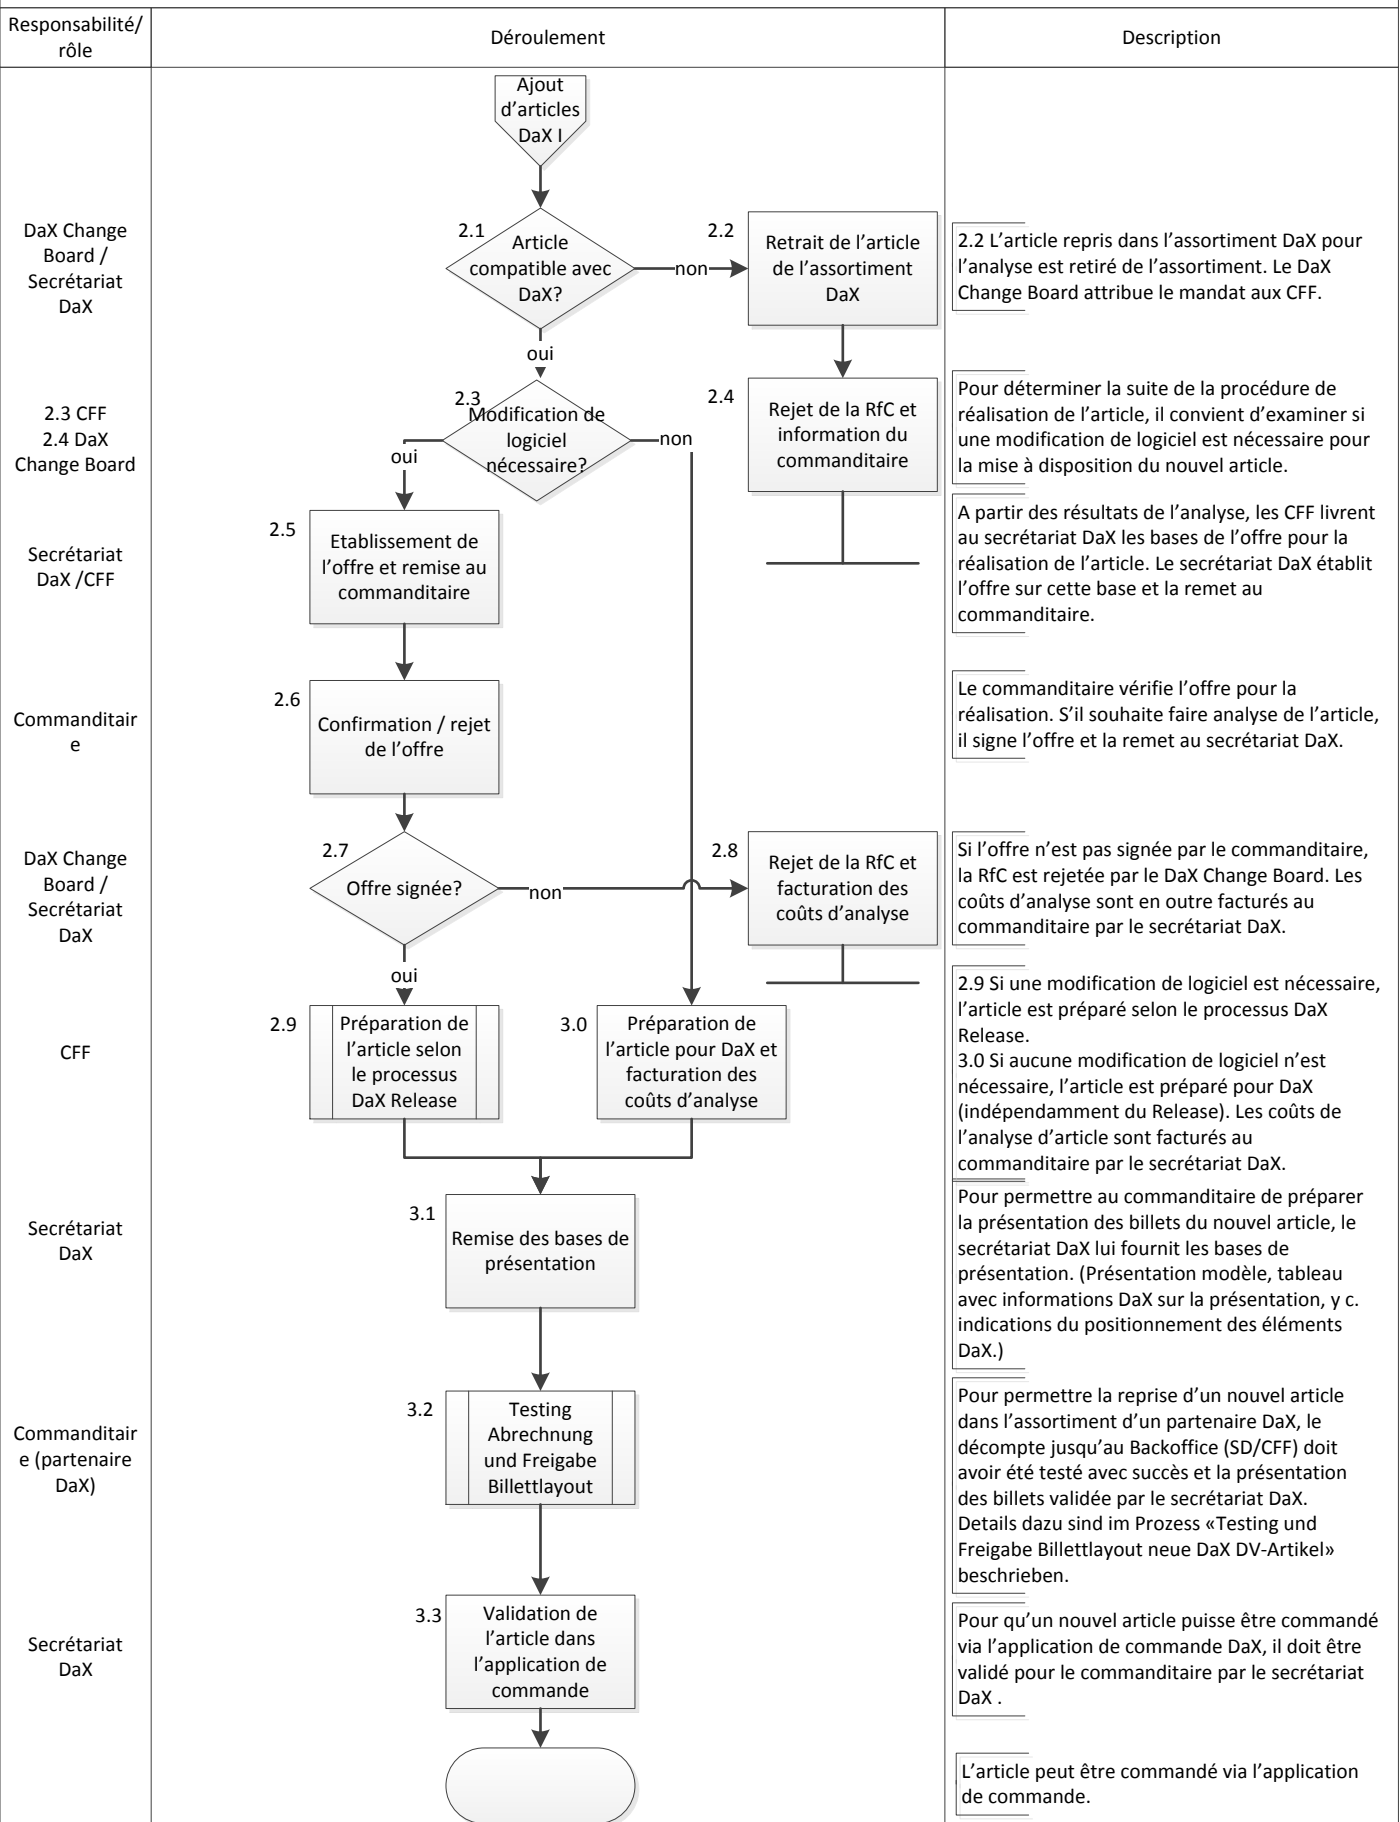 Responsabilité/
rôle
Déroulement
Description
Ajout
d’articles
DaX I
DaX Change
Board /
Secrétariat
DaX
2.1
Article
compatible avec
DaX?
non
2.2
Retrait de l’article
de l’assortiment
DaX
2.2 L’article repris dans l’assortiment DaX pour
l’analyse est retiré de l’assortiment. Le DaX
Change Board attribue le mandat aux CFF.
oui
2.3 CFF
2.4 DaX
Change Board
2.3
Modification de
logiciel
nécessaire?
oui
non
2.4
Rejet de la RfC et
information du
commanditaire
Pour déterminer la suite de la procédure de
réalisation de l’article, il convient d’examiner si
une modification de logiciel est nécessaire pour
la mise à disposition du nouvel article.
Secrétariat
DaX /CFF
2.5
Etablissement de
l’offre et remise au
commanditaire
A partir des résultats de l’analyse, les CFF livrent
au secrétariat DaX les bases de l’offre pour la
réalisation de l’article. Le secrétariat DaX établit
l’offre sur cette base et la remet au
commanditaire.
Commanditair
e
2.6
Confirmation / rejet
de l’offre
Le commanditaire vérifie l’offre pour la
réalisation. S’il souhaite faire analyse de l’article,
il signe l’offre et la remet au secrétariat DaX.
DaX Change
Board /
Secrétariat
DaX
2.7
Offre signée?
non
2.8
Rejet de la RfC et
facturation des
coûts d’analyse
Si l’offre n’est pas signée par le commanditaire,
la RfC est rejetée par le DaX Change Board. Les
coûts d’analyse sont en outre facturés au
commanditaire par le secrétariat DaX.
oui
CFF
2.9
Préparation de
l’article selon
le processus
DaX Release
3.0
Préparation de
l’article pour DaX et
facturation des
coûts d’analyse
2.9 Si une modification de logiciel est nécessaire,
l’article est préparé selon le processus DaX
Release.
3.0 Si aucune modification de logiciel n’est
nécessaire, l’article est préparé pour DaX
(indépendamment du Release). Les coûts de
l’analyse d’article sont facturés au
commanditaire par le secrétariat DaX.
Secrétariat
DaX
3.1
Remise des bases de
présentation
Pour permettre au commanditaire de préparer
la présentation des billets du nouvel article, le
secrétariat DaX lui fournit les bases de
présentation. (Présentation modèle, tableau
avec informations DaX sur la présentation, y c.
indications du positionnement des éléments
DaX.)
Commanditair
e (partenaire
DaX)
3.2
Testing
Abrechnung
und Freigabe
Billettlayout
Pour permettre la reprise d’un nouvel article
dans l’assortiment d’un partenaire DaX, le
décompte jusqu’au Backoffice (SD/CFF) doit
avoir été testé avec succès et la présentation
des billets validée par le secrétariat DaX.
Details dazu sind im Prozess «Testing und
Freigabe Billettlayout neue DaX DV-Artikel»
beschrieben.
Secrétariat
DaX
3.3
Validation de
l’article dans
l’application de
commande
Pour qu’un nouvel article puisse être commandé
via l’application de commande DaX, il doit être
validé pour le commanditaire par le secrétariat
DaX .
L’article peut être commandé via l’application
de commande.